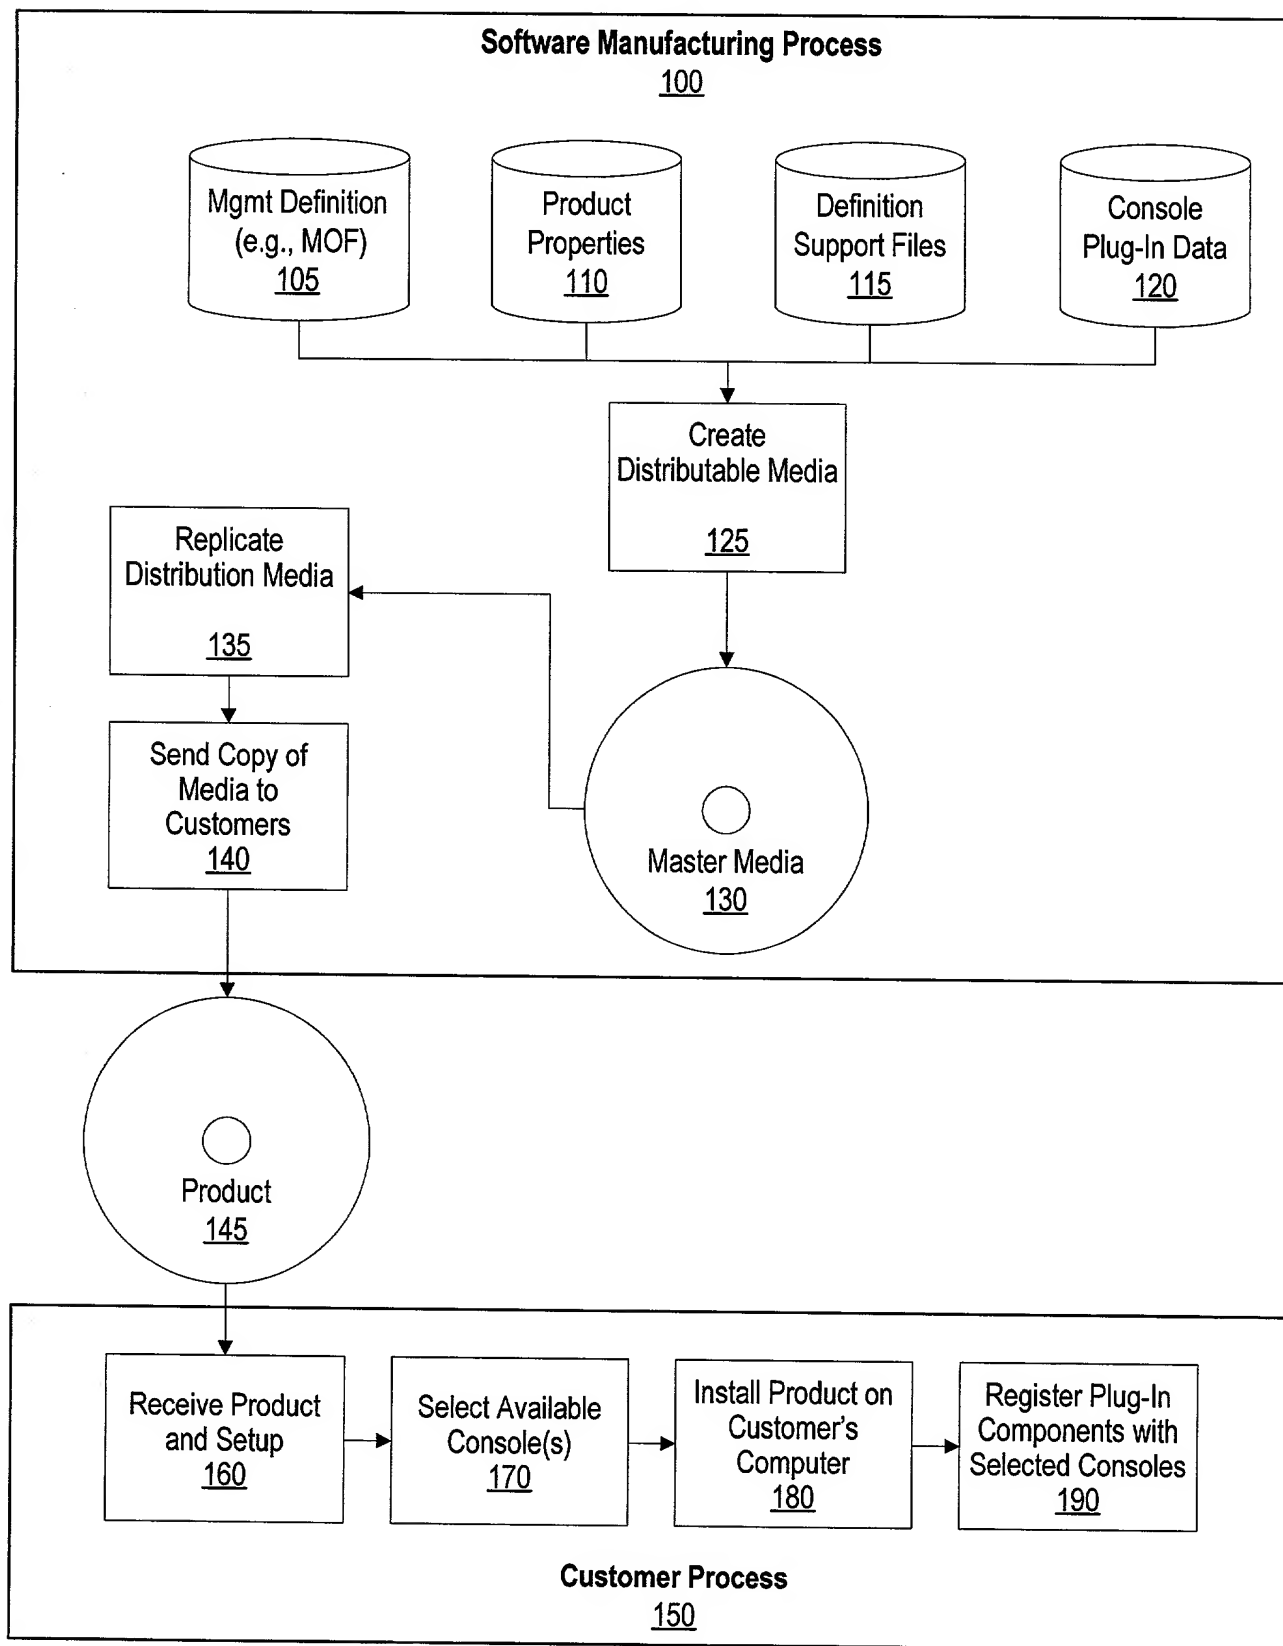 Software Manufacturing Process
100
Mgmt Definition
(e.g., MOF)
105
Product
Properties
110
Definition
Support Files
115
Console
Plug-In Data
120
Create
Distributable Media
125
Replicate
Distribution Media
135
Send Copy of
Media to
Customers
140
Master Media
130
Product
145
Receive Product
and Setup
160
Select Available
Console(s)
170
Install Product on
Customer's
Computer
180
Register Plug-In
Components with
Selected Consoles
190
Customer Process
150